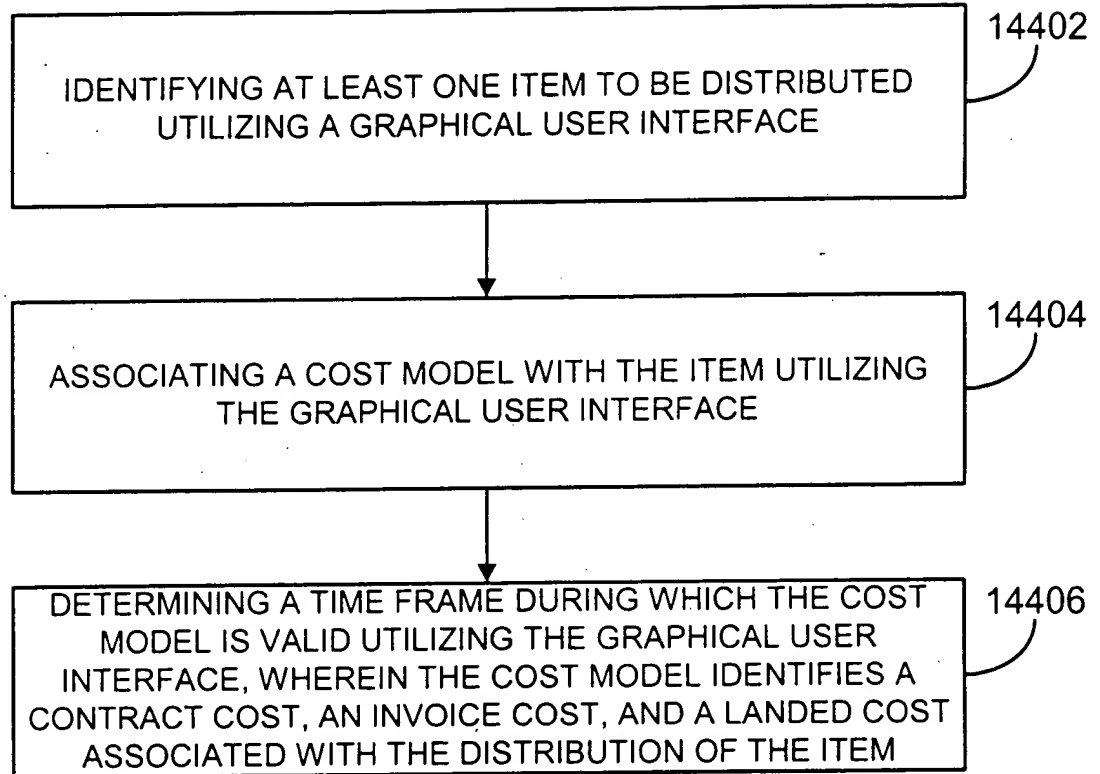 14402
IDENTIFYING AT LEAST ONE ITEM TO BE DISTRIBUTED
UTILIZING A GRAPHICAL USER INTERFACE
14404
ASSOCIATING A COST MODEL WITH THE ITEM UTILIZING
THE GRAPHICAL USER INTERFACE
14406
DETERMINING A TIME FRAME DURING WHICH THE COST
MODEL IS VALID UTILIZING THE GRAPHICAL USER
INTERFACE, WHEREIN THE COST MODEL IDENTIFIES A
CONTRACT COST, AN INVOICE COST, AND A LANDED COST
ASSOCIATED WITH THE DISTRIBUTION OF THE ITEM